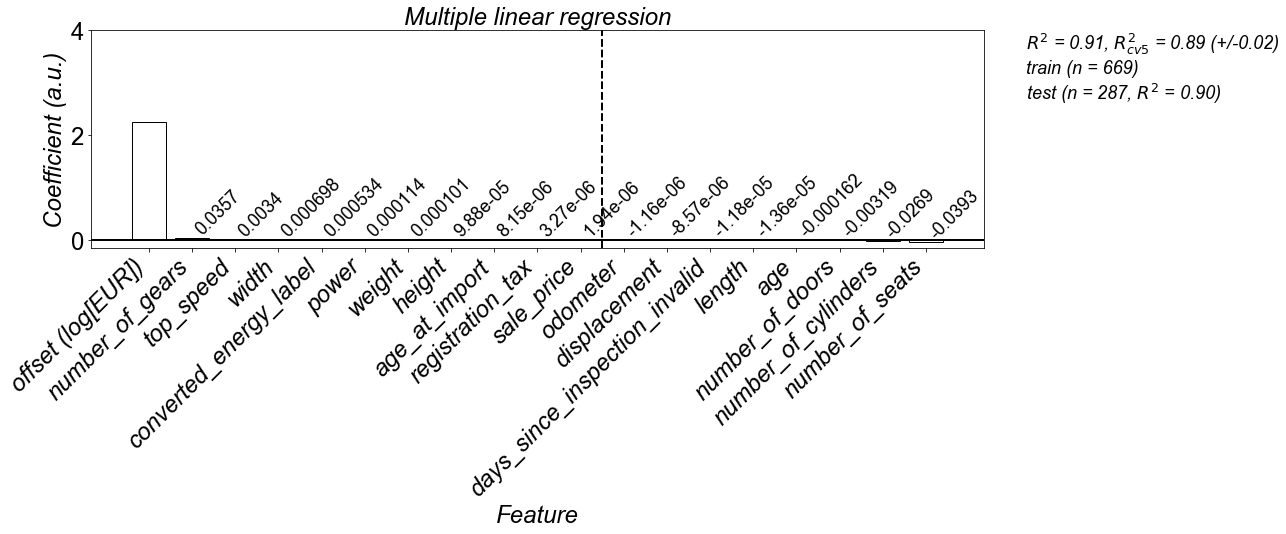 Multiple linear regression
R² = 0.91, R²cv5 = 0.89 (+/-0.02)
train (n = 669)
test (n = 287, R² = 0.90)
Coefficient (a.u.)
4
2
0
0.0357
0.0034
0.000698
0.000534
0.000114
0.000101
9.88e-05
8.15e-06
3.27e-06
1.94e-06
-1.16e-06
-8.57e-06
-1.18e-05
-1.36e-05
-0.000162
-0.00319
-0.0269
-0.0393
offset (log[EUR])
number_of_gears
top_speed
width
converted_energy_label
power
weight
height
age_at_import
registration_tax
sale_price
odometer
displacement
days_since_inspection_invalid
length
age
number_of_doors
number_of_cylinders
number_of_seats
Feature